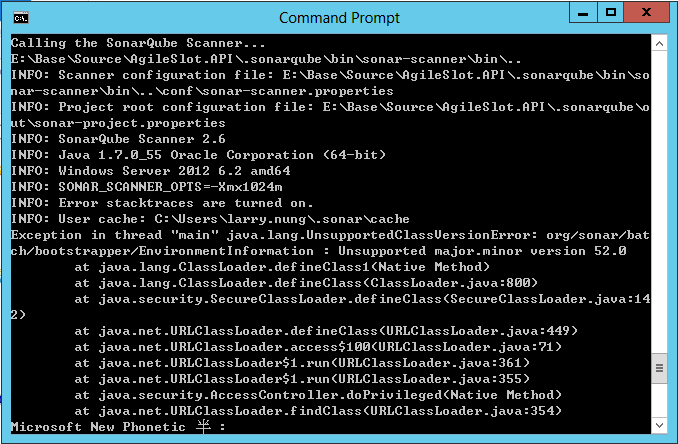 Command Prompt
Calling the SonarQube Scanner...
E:\Base\Source\AgileSlot.API\.sonarqube\bin\sonar-scanner\bin\..
INFO: Scanner configuration file: E:\Base\Source\AgileSlot.API\.sonarqube\bin\so
nar-scanner\bin\..\conf\sonar-scanner.properties
INFO: Project root configuration file: E:\Base\Source\AgileSlot.API\.sonarqube\o
ut\sonar-project.properties
INFO: SonarQube Scanner 2.6
INFO: Java 1.7.0_55 Oracle Corporation (64-bit)
INFO: Windows Server 2012 6.2 amd64
INFO: SONAR_SCANNER_OPTS=-Xmx1024m
INFO: Error stacktraces are turned on.
INFO: User cache: C:\Users\larry.nung\.sonar\cache
Exception in thread "main" java.lang.UnsupportedClassVersionError: org/sonar/bat
ch/bootstrapper/EnvironmentInformation : Unsupported major.minor version 52.0
at java.lang.ClassLoader.defineClass1(Native Method)
at java.lang.ClassLoader.defineClass(ClassLoader.java:800)
at java.security.SecureClassLoader.defineClass(SecureClassLoader.java:14
2)
at java.net.URLClassLoader.defineClass(URLClassLoader.java:449)
at java.net.URLClassLoader.access$100(URLClassLoader.java:71)
at java.net.URLClassLoader$1.run(URLClassLoader.java:361)
at java.net.URLClassLoader$1.run(URLClassLoader.java:355)
at java.security.AccessController.doPrivileged(Native Method)
at java.net.URLClassLoader.findClass(URLClassLoader.java:354)
Microsoft New Phonetic 半 :